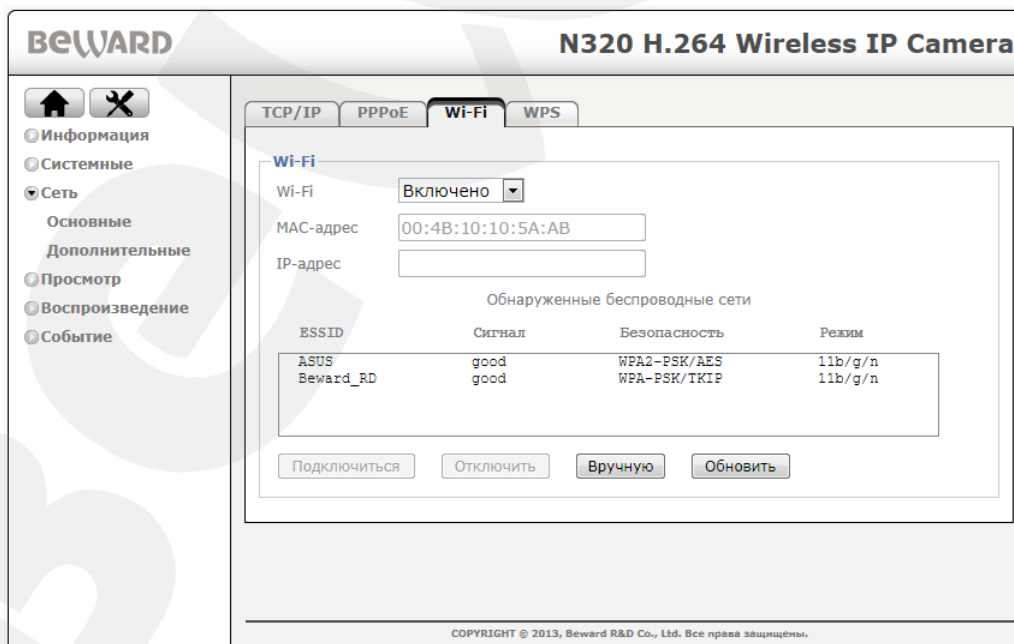 BEWARD
N320 H.264 Wireless IP Camera
Информация
Системные
Сеть
Основные
Дополнительные
Просмотр
Воспроизведение
Событие
TCP/IP PPPoE Wi-Fi WPS
Wi-Fi
Wi-Fi Включено
MAC-адрес 00:4B:10:10:5A:AB
IP-адрес
Обнаруженные беспроводные сети
ESSID Сигнал Безопасность Режим
ASUS good WPA2-PSK/AES 11b/g/n
Beward_RD good WPA-PSK/TKIP 11b/g/n
Подключиться Отключить Вручную Обновить
COPYRIGHT © 2013, Beward R&D Co., Ltd. Все права защищены.